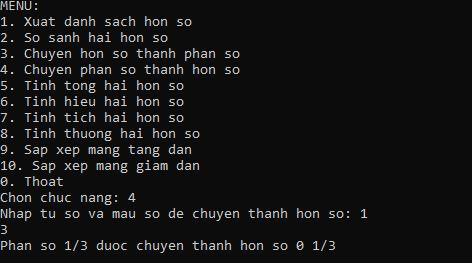 MENU:
1. Xuat danh sach hon so
2. So sanh hai hon so
3. Chuyen hon so thanh phan so
4. Chuyen phan so thanh hon so
5. Tinh tong hai hon so
6. Tinh hieu hai hon so
7. Tinh tich hai hon so
8. Tinh thuong hai hon so
9. Sap xep mang tang dan
10. Sap xep mang giam dan
0. Thoat
Chon chuc nang: 4
Nhap tu so va mau so de chuyen thanh hon so: 1
3
Phan so 1/3 duoc chuyen thanh hon so 0 1/3